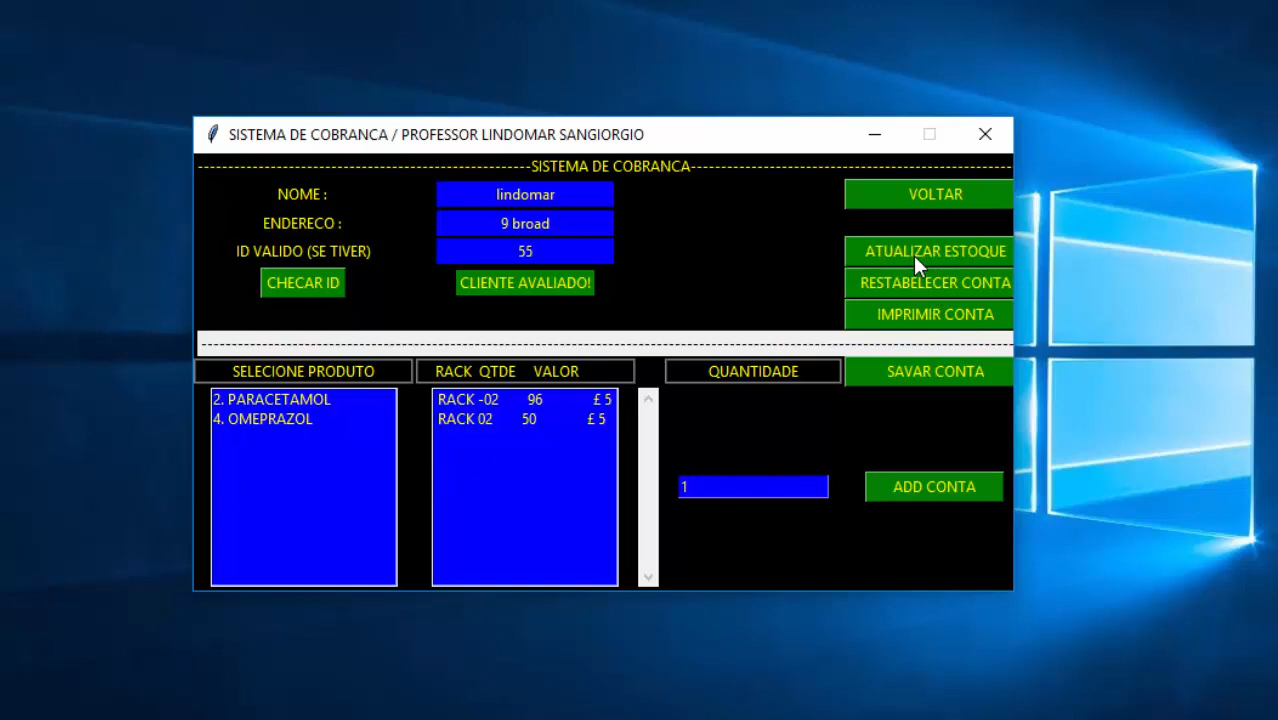 SISTEMA DE COBRANCA / PROFESSOR LINDOMAR SANGIORGIO
SISTEMA DE COBRANCA
NOME : lindomar VOLTAR
ENDERECO : 9 broad
ID VALIDO (SE TIVER) 55 ATUALIZAR ESTOQUE
CHECAR ID CLIENTE AVALIADO! RESTABELECER CONTA
IMPRIMIR CONTA
SELECIONE PRODUTO RACK QTDE VALOR QUANTIDADE SAVAR CONTA
2. PARACETAMOL RACK -02 96 £ 5
4. OMEPRAZOL RACK 02 50 £ 5
1 ADD CONTA